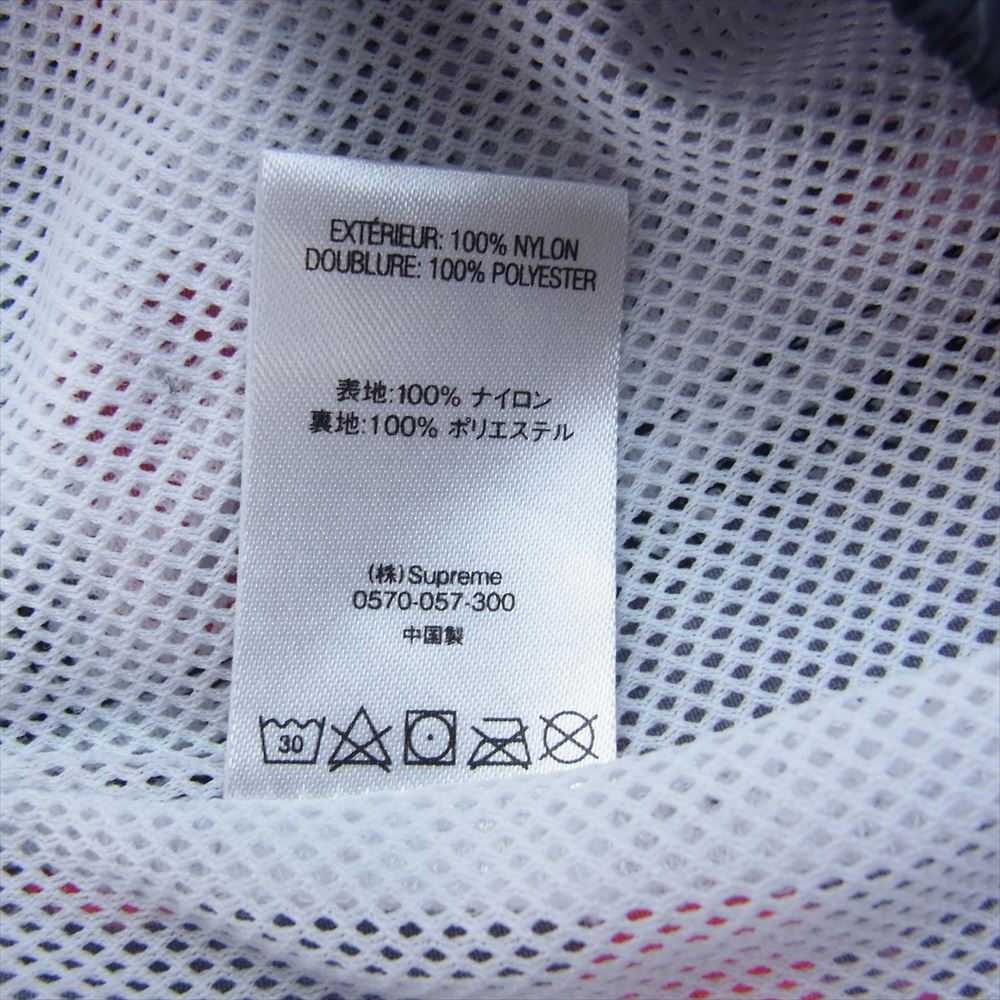 EXTÉRIEUR: 100% NYLON
DOUBLURE: 100% POLYESTER
表地:100% ナイロン
裏地:100% ポリエステル
(株)Supreme
0570-057-300
中国製
30